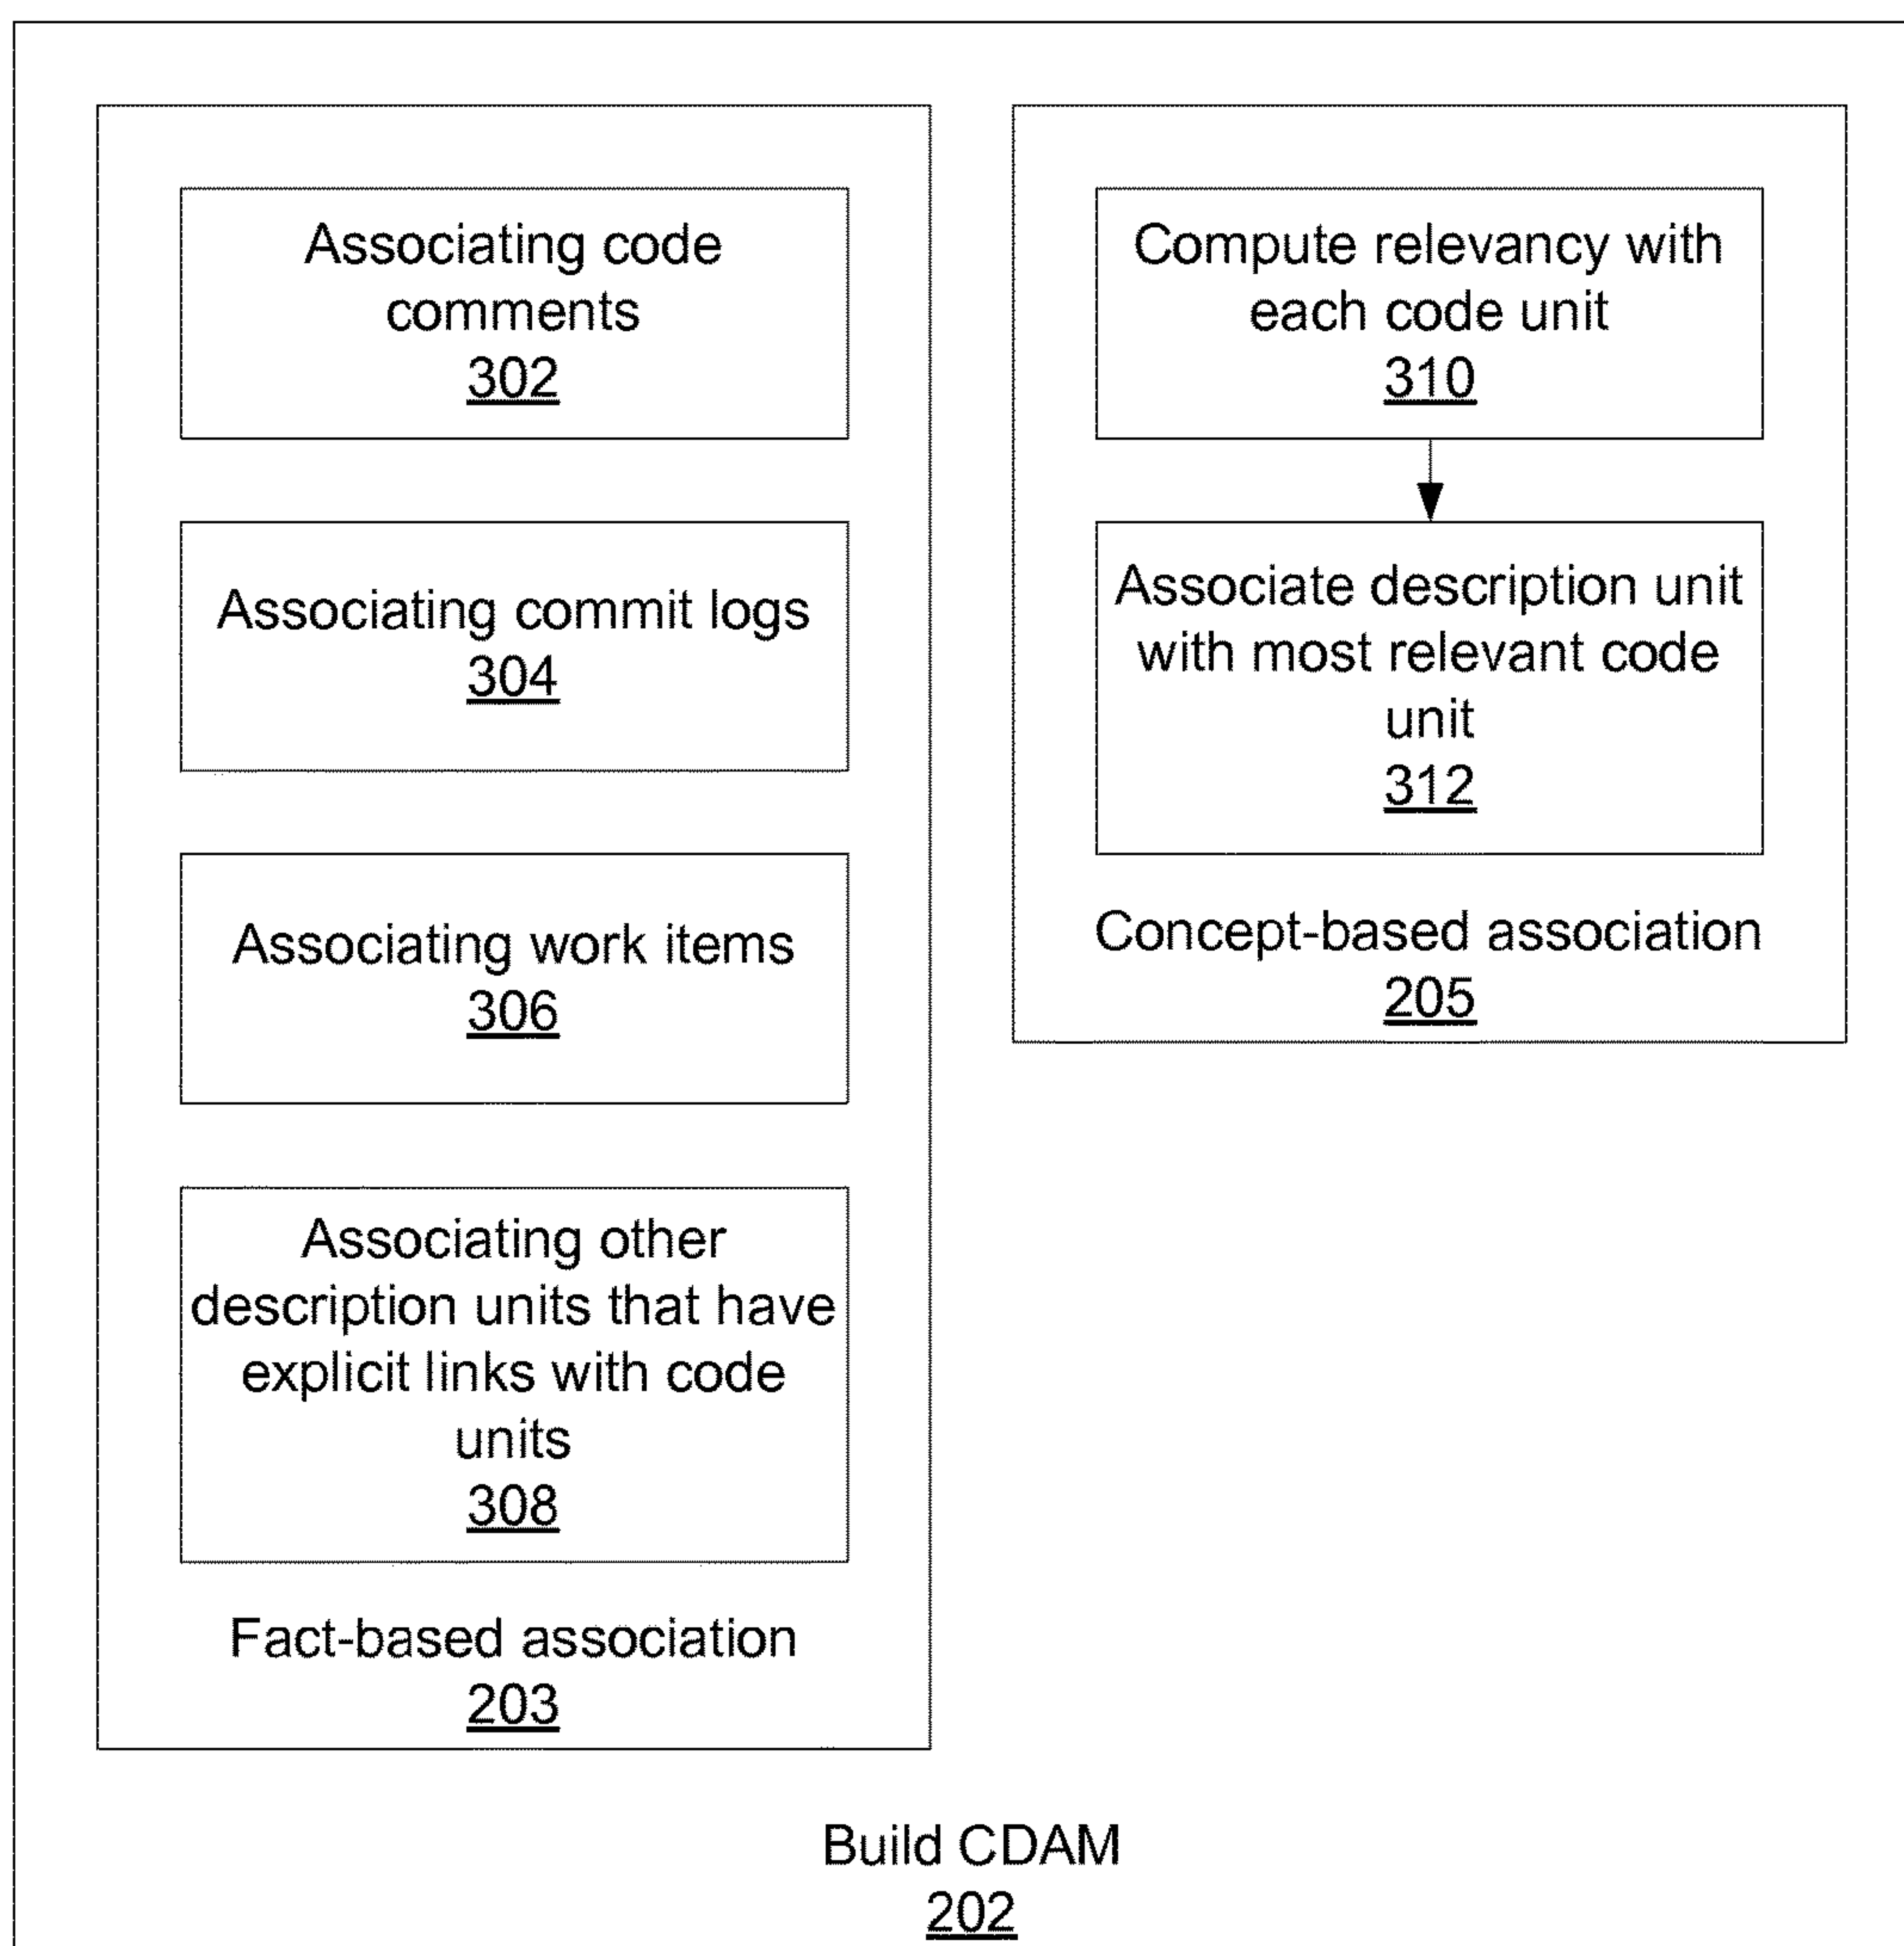 Associating code
comments
302
Associating commit logs
304
Associating work items
306
Associating other
description units that have
explicit links with code
units
308
Fact-based association
203
Compute relevancy with
each code unit
310
Associate description unit
with most relevant code
unit
312
Concept-based association
205
Build CDAM
202